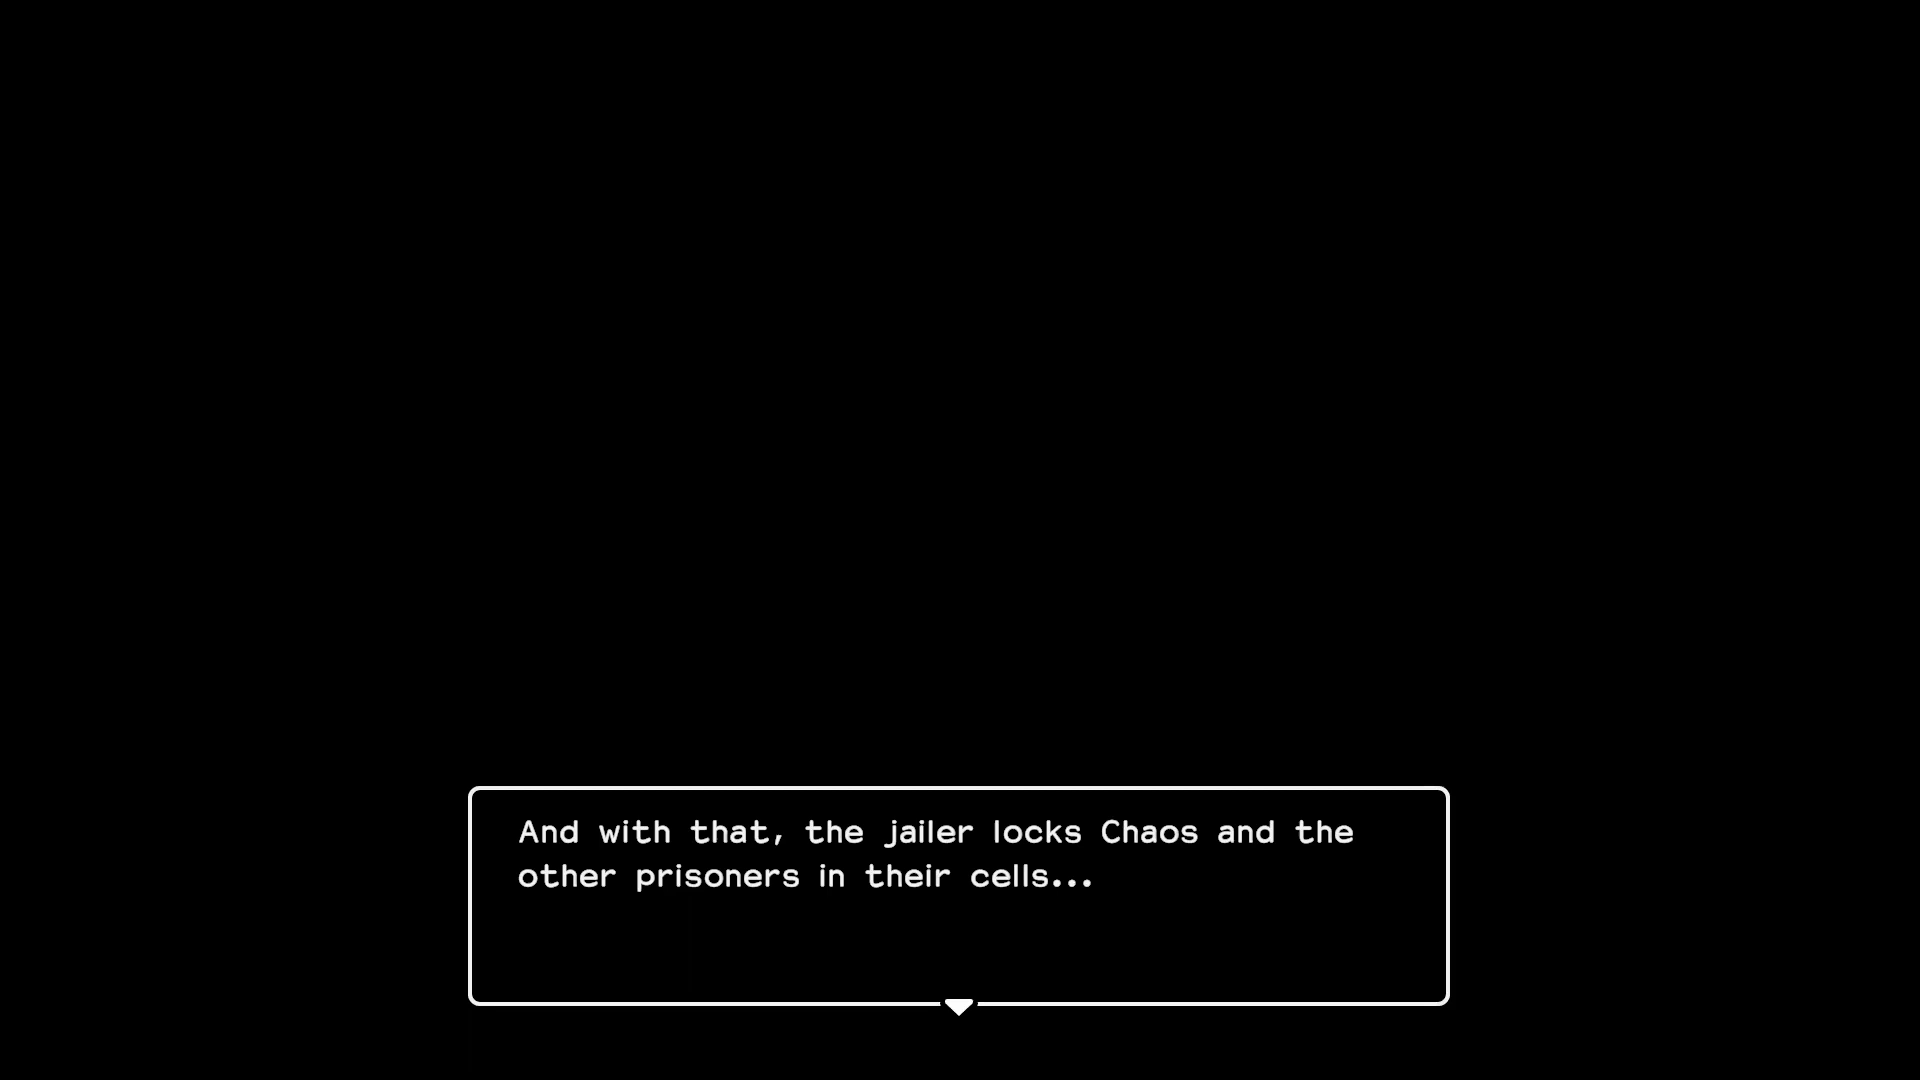 And with that, the jailer locks Chaos and the
other prisoners in their cells...